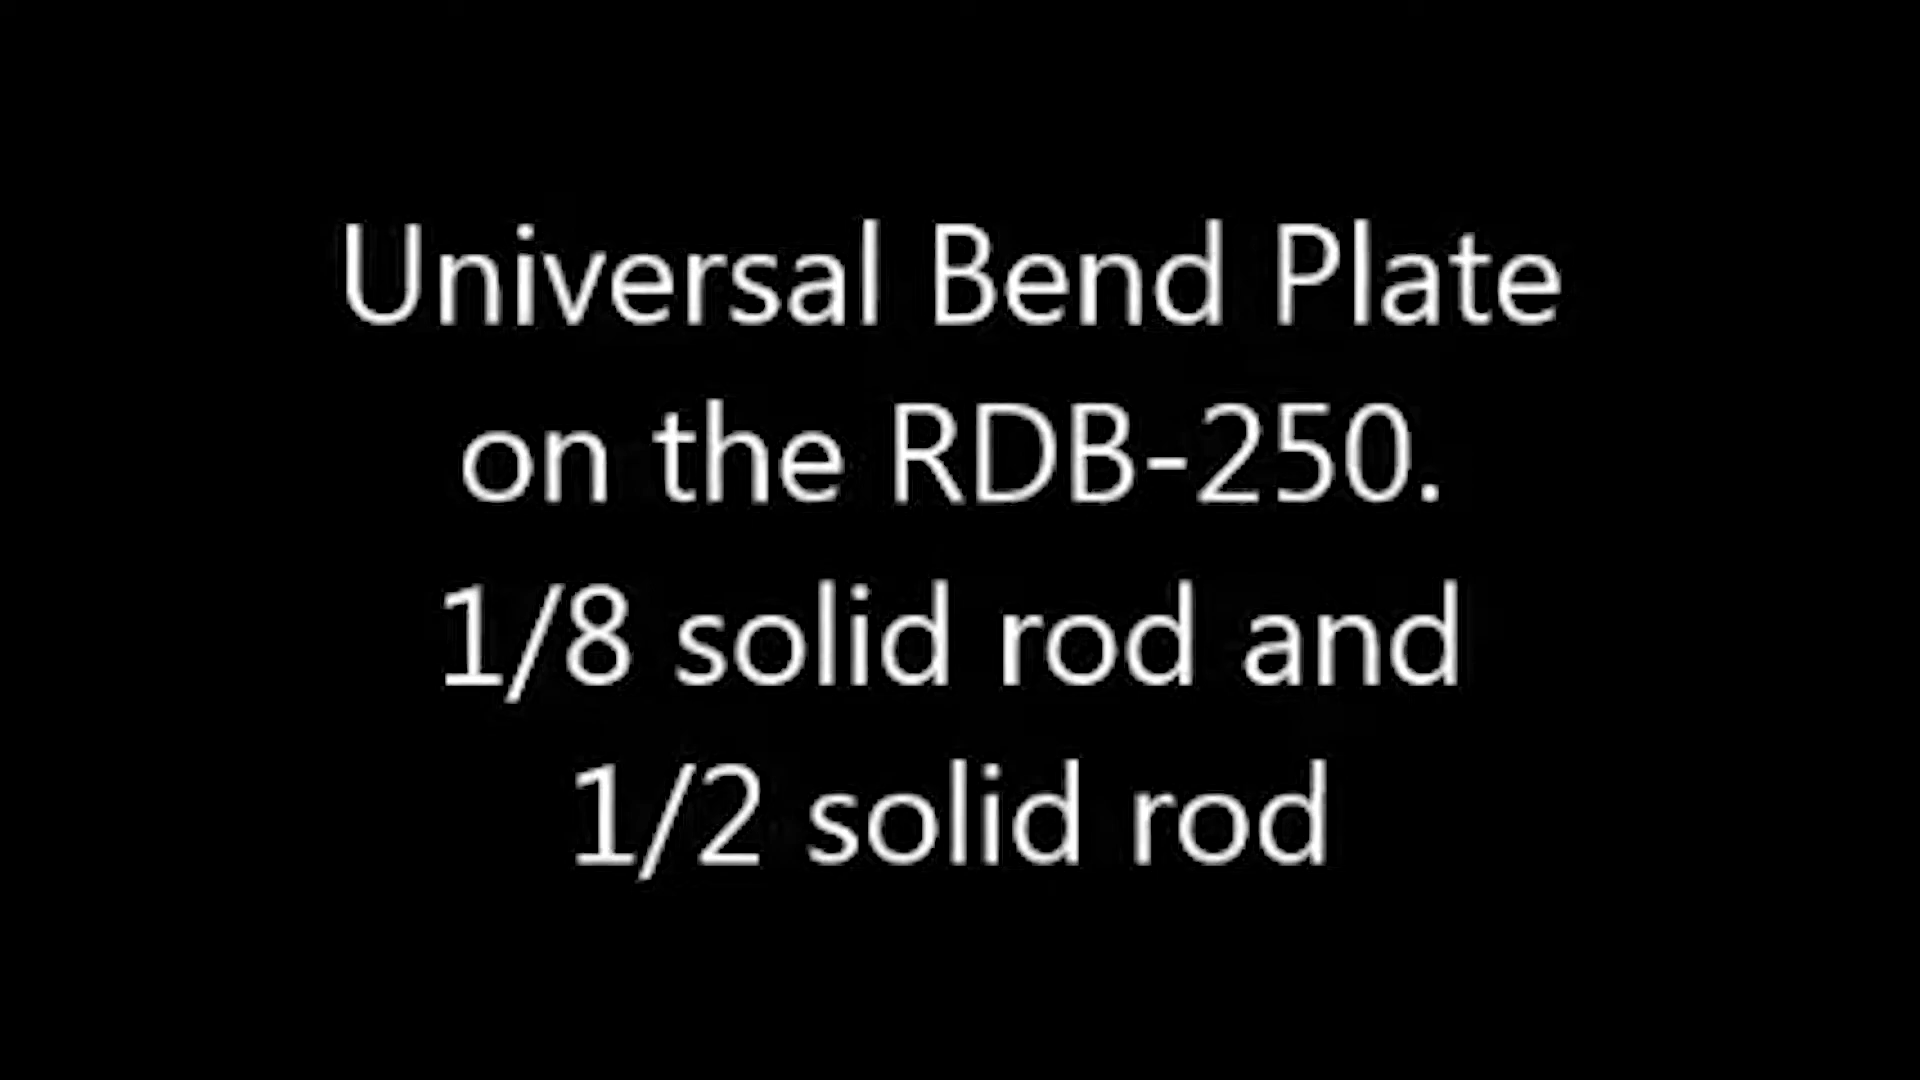 Universal Bend Plate
on the RDB-250.
1/8 solid rod and
1/2 solid rod